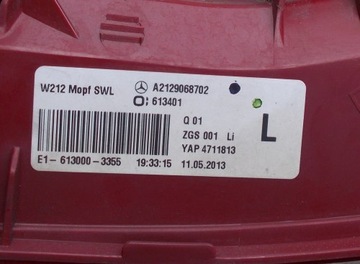 W212 Mopf SWL A2129068702
O: 613401
Q 01
ZGS 001 Li
L
YAP 4711813
E1-613000-3355 19:33:15 11.05.2013